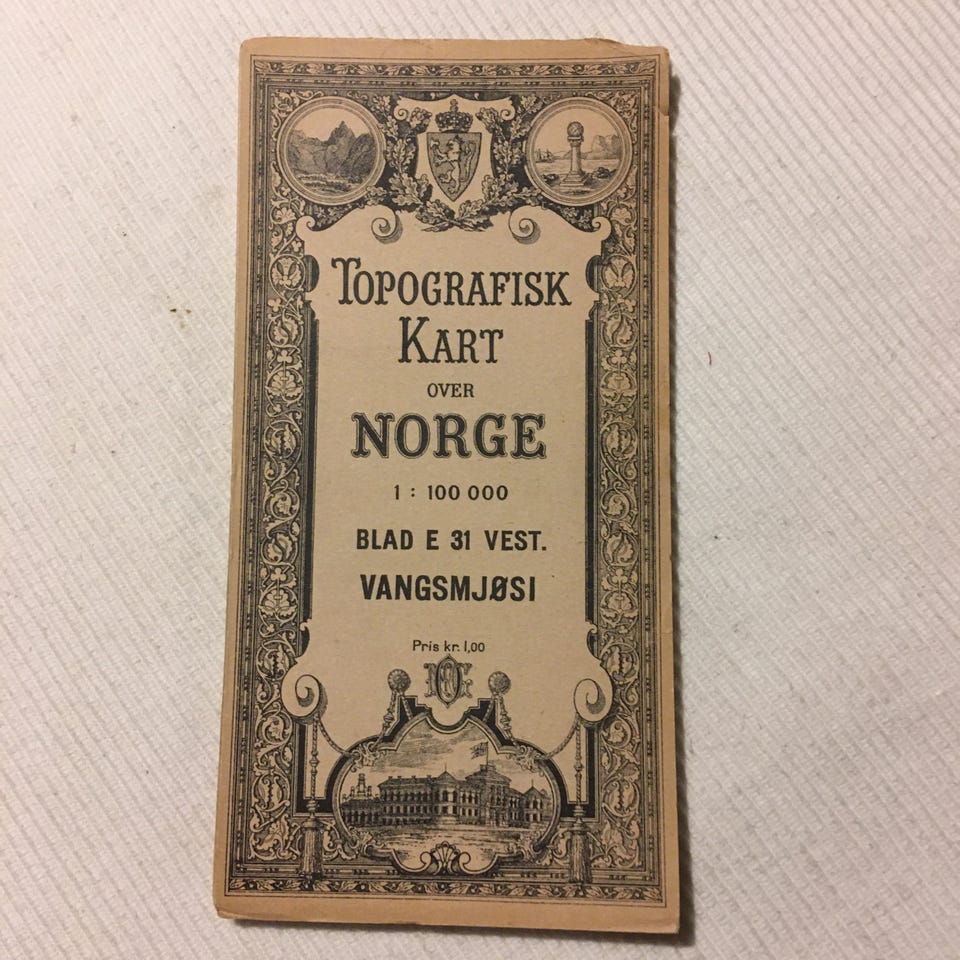 TOPOGRAFISK
KART
OVER
NORGE
1 : 100 000
BLAD E 31 VEST.
VANGSMJØSI
Pris kr. 1,00